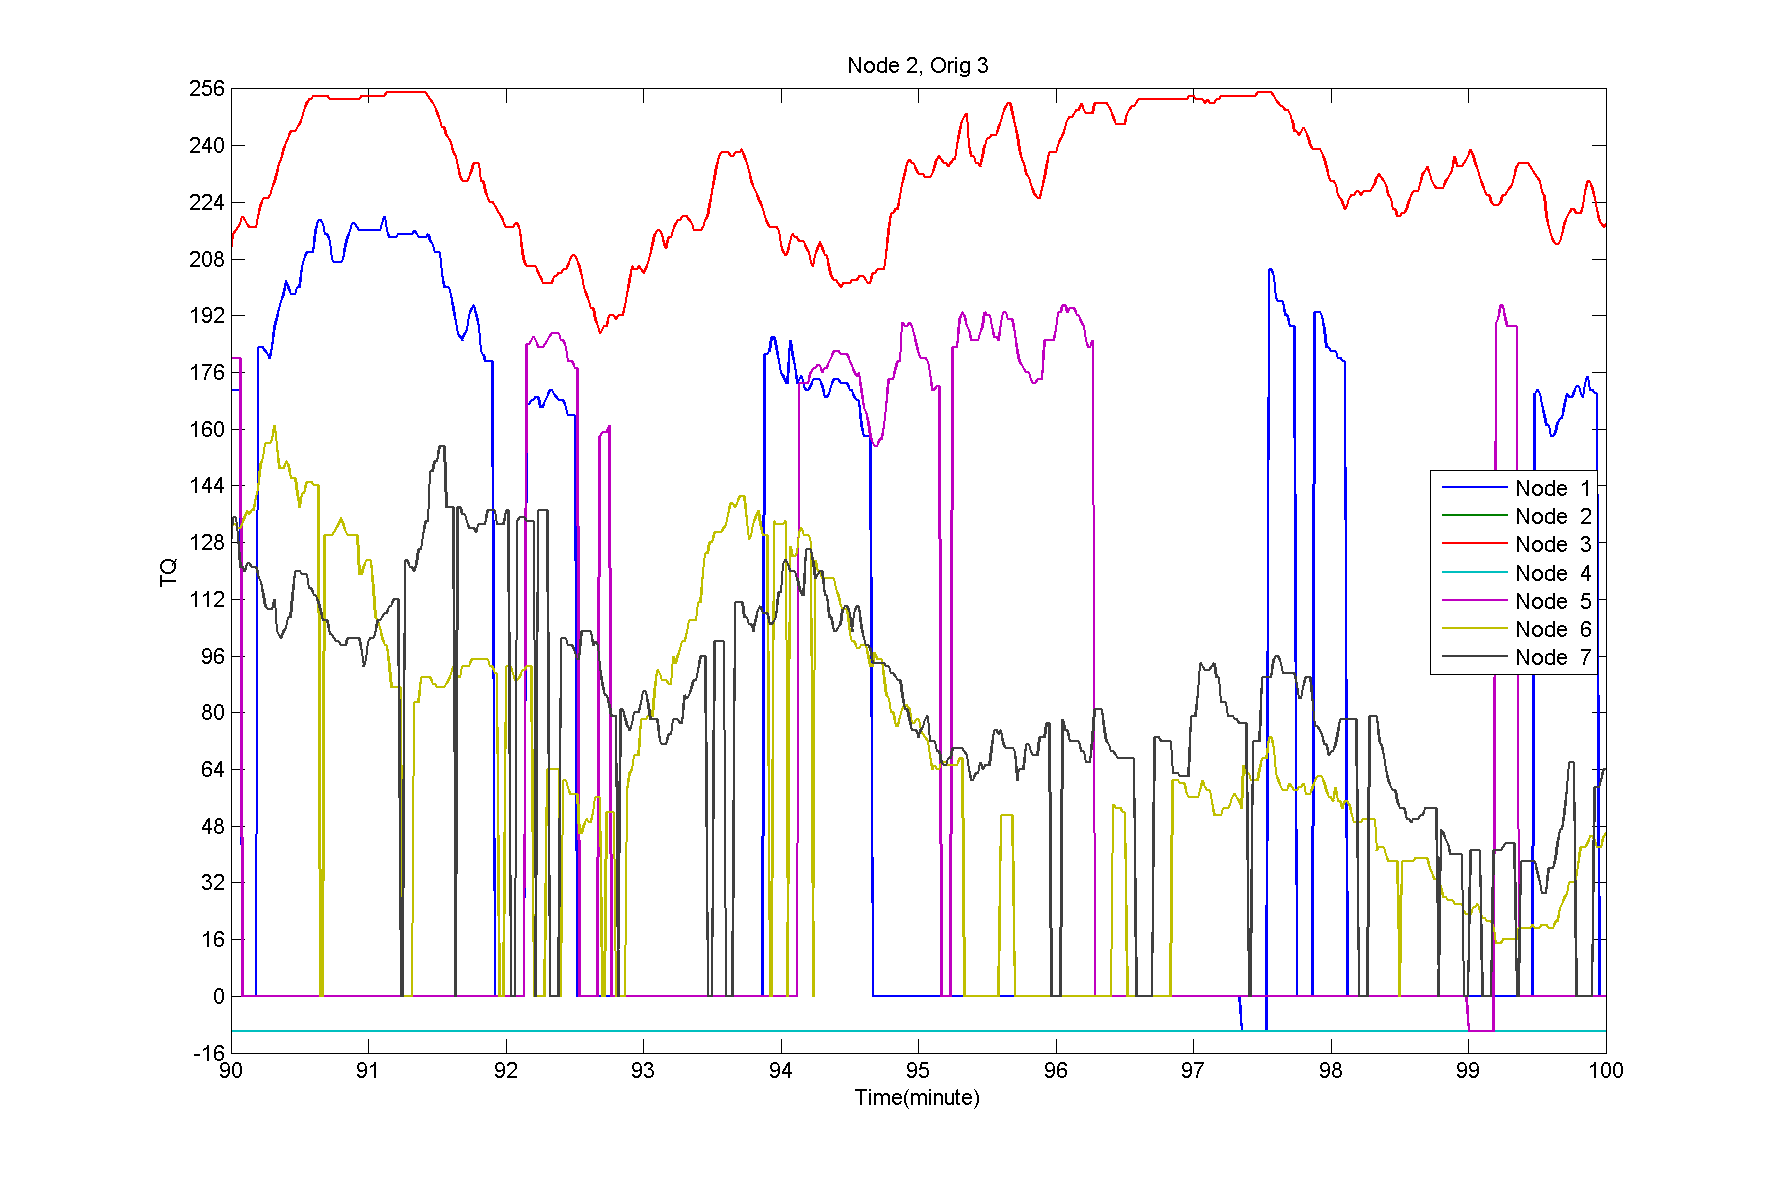 Node 2, Orig 3
256
240
224
208
192
176
160
144
128
112
96
80
64
48
32
16
0
-16
TQ
Node 1
Node 2
Node 3
Node 4
Node 5
Node 6
Node 7
90 91 92 93 94 95 96 97 98 99 100
Time(minute)